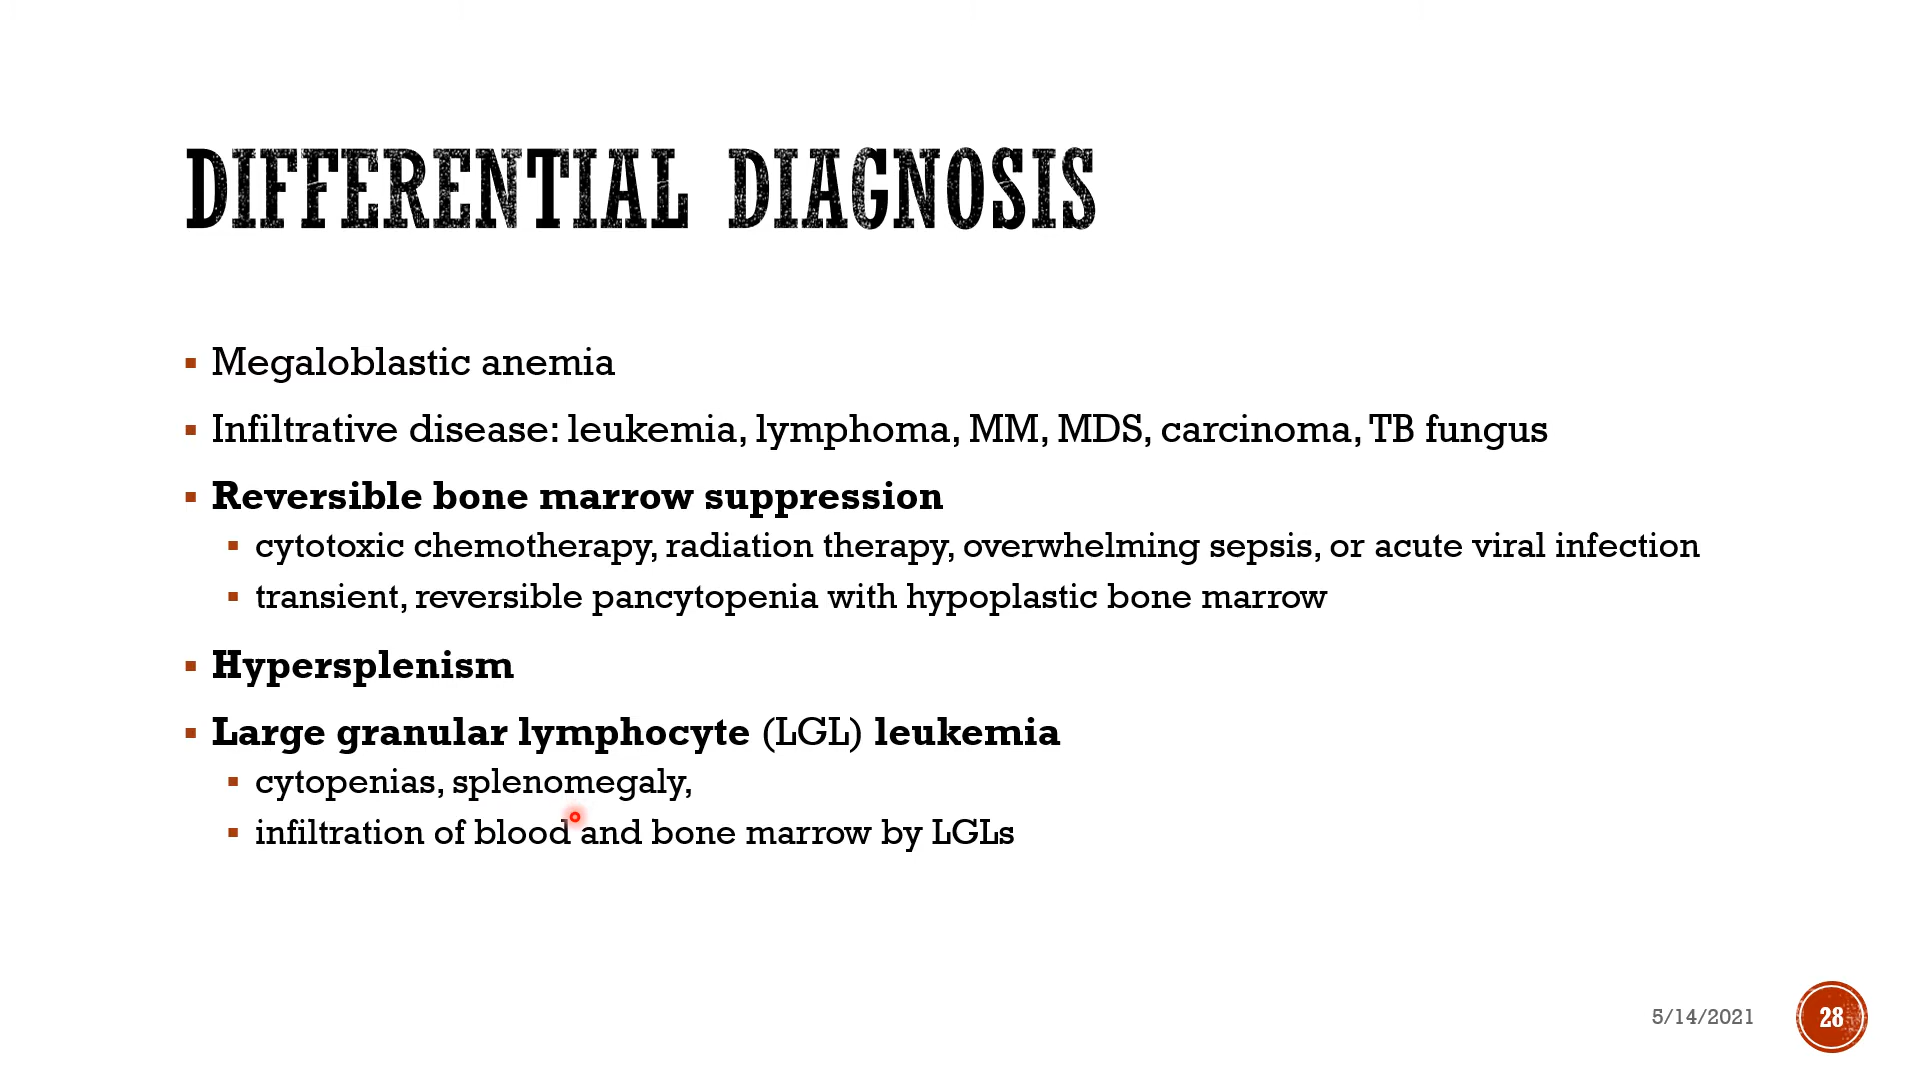 DIFFERENTIAL DIAGNOSIS
Megaloblastic anemia
Infiltrative disease: leukemia, lymphoma, MM, MDS, carcinoma, TB fungus
Reversible bone marrow suppression
cytotoxic chemotherapy, radiation therapy, overwhelming sepsis, or acute viral infection
transient, reversible pancytopenia with hypoplastic bone marrow
Hypersplenism
Large granular lymphocyte (LGL) leukemia
cytopenias, splenomegaly,
infiltration of blood and bone marrow by LGLs
5/14/2021
28